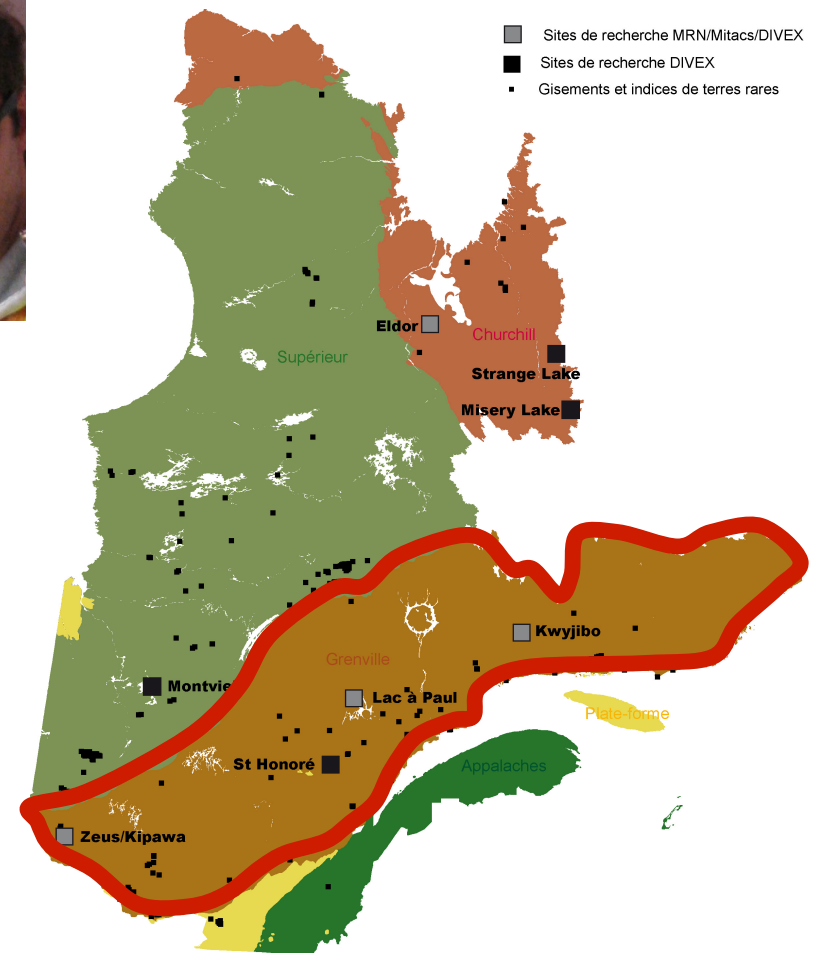 Sites de recherche MRN/Mitacs/DIVEX
Sites de recherche DIVEX
Gisements et indices de terres rares
Eldor
Churchill
Supérieur
Strange Lake
Misery Lake
Kwyjibo
Grenville
Montvie
Lac à Paul
Plate-forme
St Honoré
Appalaches
Zeus/Kipawa